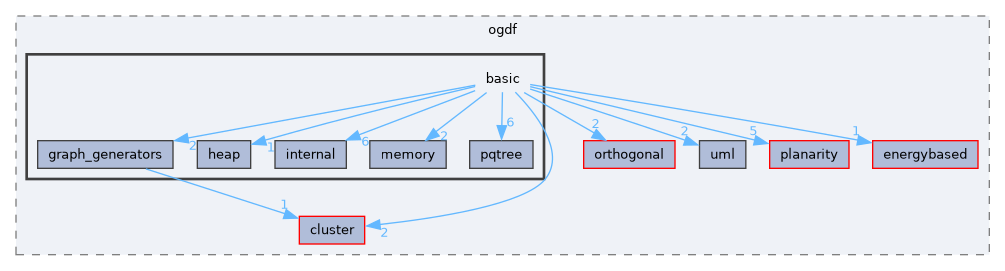 ogdf
basic
6
2
2
5
1
2
1
6
2
graph_generators
heap
internal
memory
pqtree
orthogonal
uml
planarity
energybased
1
2
cluster